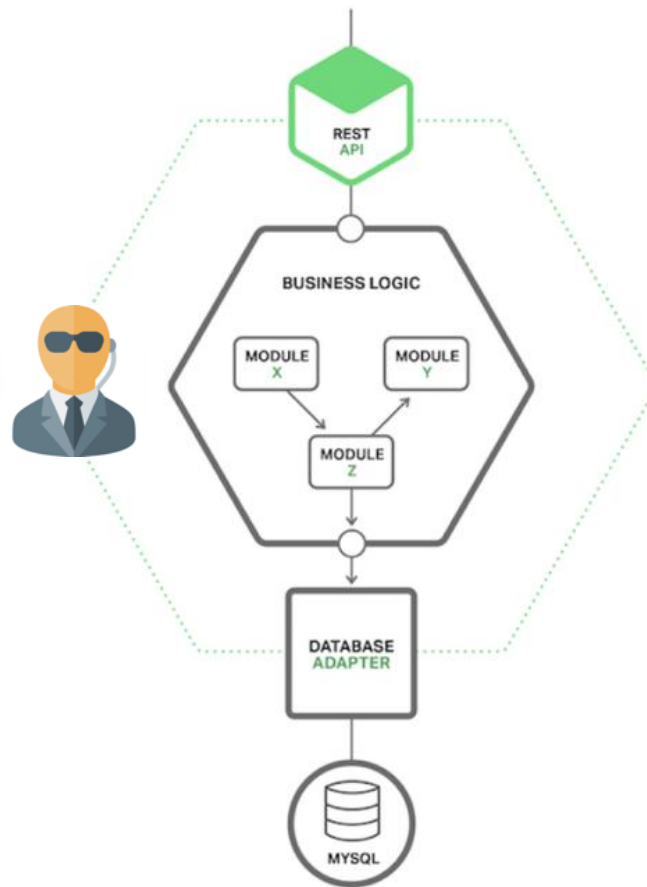 REST
API
BUSINESS LOGIC
MODULE
X
MODULE
Y
MODULE
Z
DATABASE
ADAPTER
MYSQL